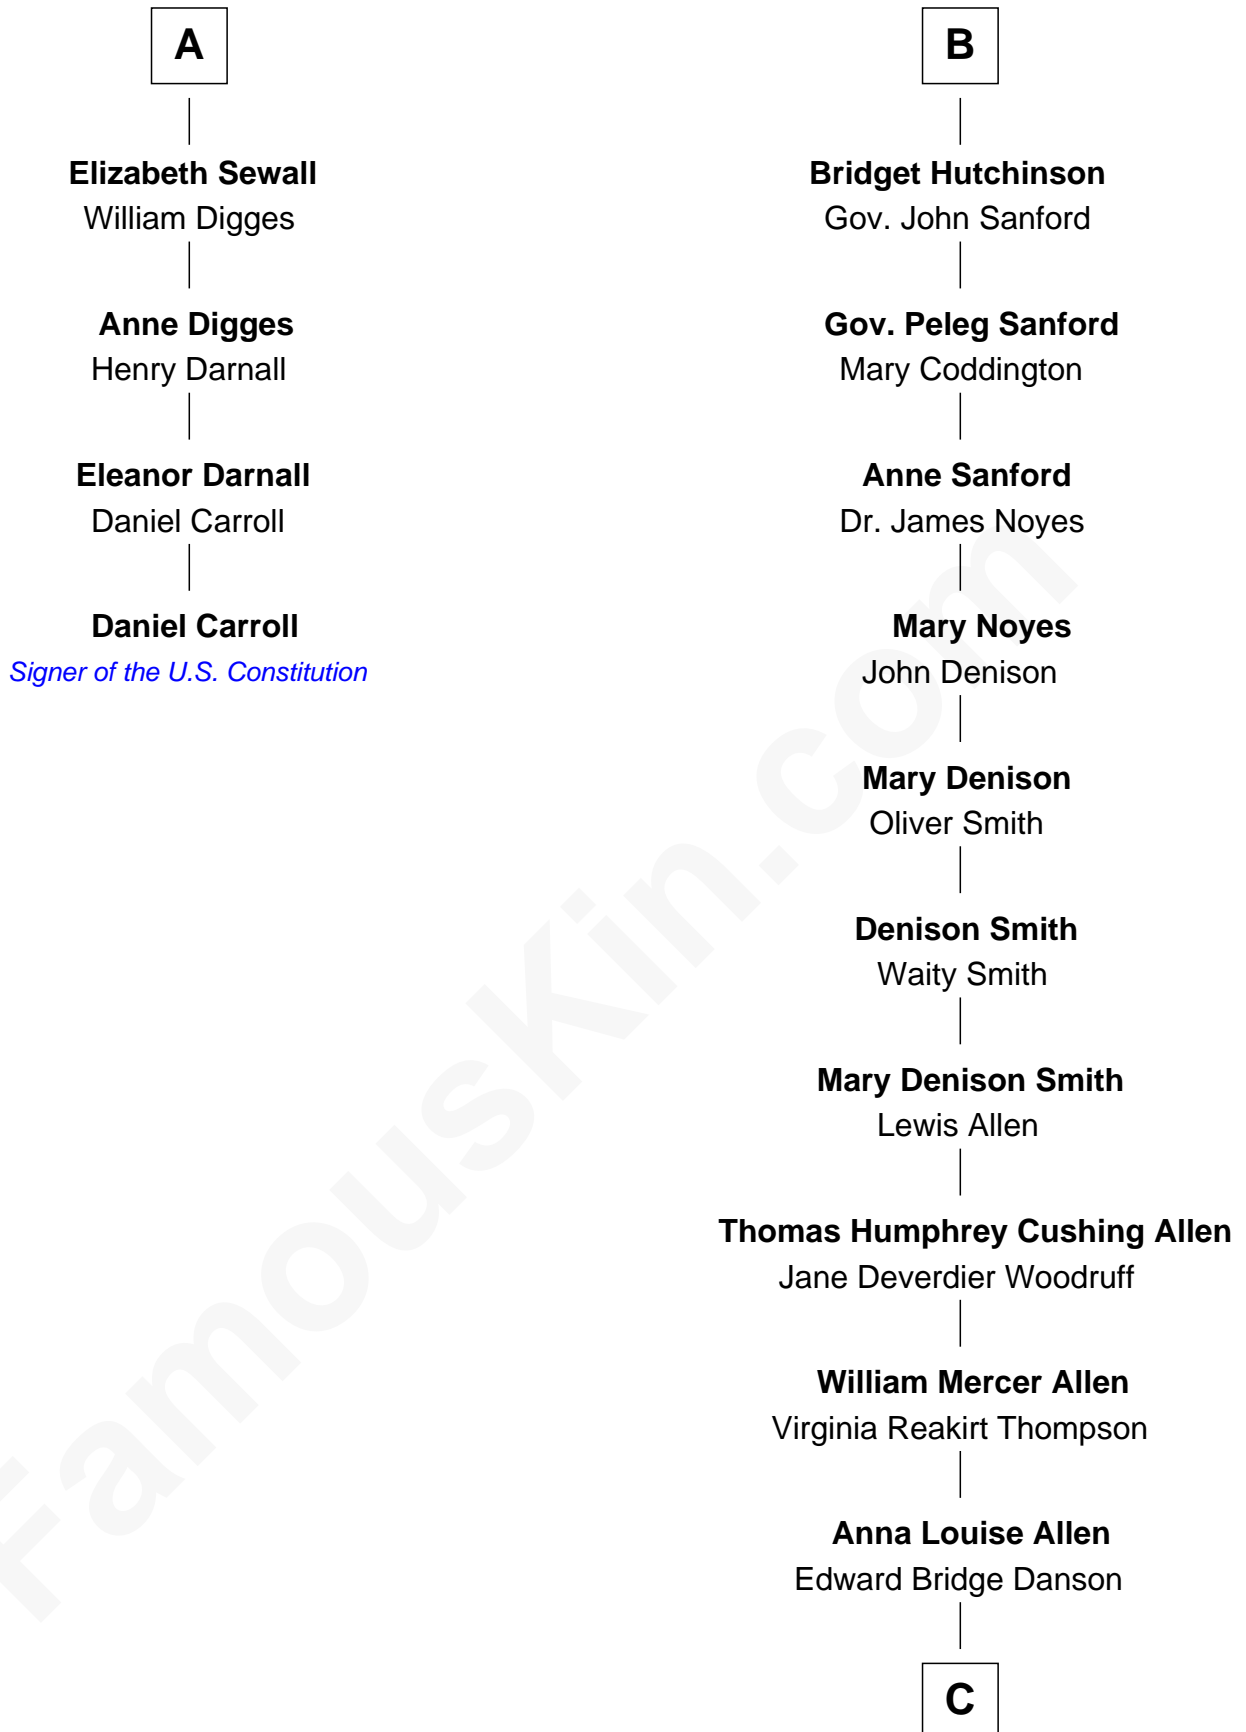 A
Elizabeth Sewall
William Digges
Anne Digges
Henry Darnall
Eleanor Darnall
Daniel Carroll
Daniel Carroll
Signer of the U.S. Constitution
B
Bridget Hutchinson
Gov. John Sanford
Gov. Peleg Sanford
Mary Coddington
Anne Sanford
Dr. James Noyes
Mary Noyes
John Denison
Mary Denison
Oliver Smith
Denison Smith
Waity Smith
Mary Denison Smith
Lewis Allen
Thomas Humphrey Cushing Allen
Jane Deverdier Woodruff
William Mercer Allen
Virginia Reakirt Thompson
Anna Louise Allen
Edward Bridge Danson
C
FamousKin.com